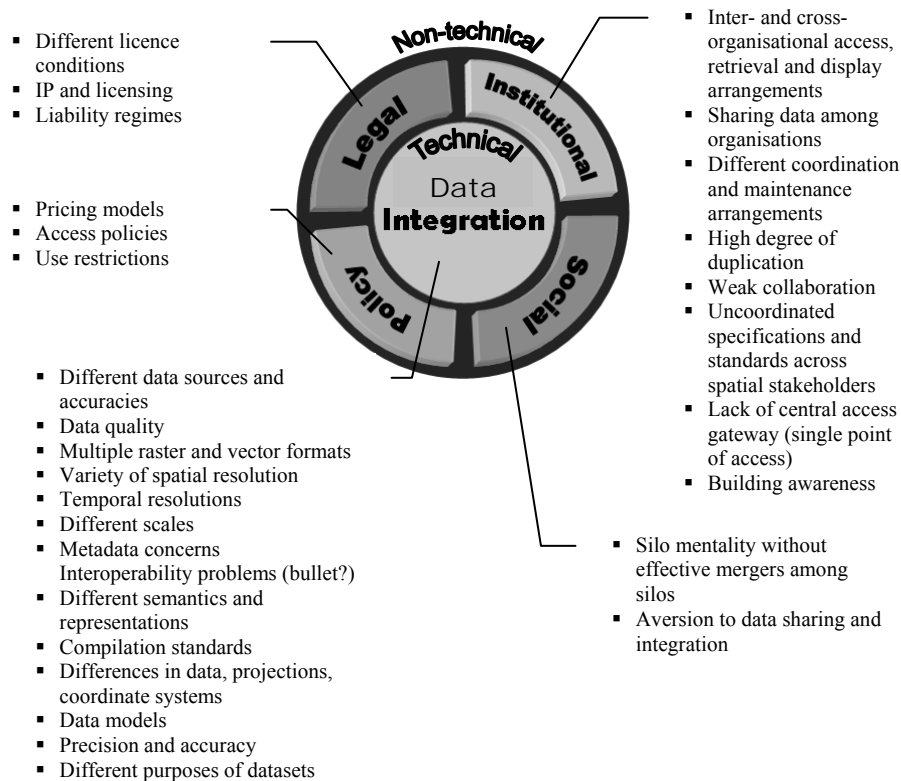 Non-technical
Legal
Institutional
Technical
Data
Integration
Policy
Social
▪ Different licence
conditions
▪ IP and licensing
▪ Liability regimes
▪ Pricing models
▪ Access policies
▪ Use restrictions
▪ Different data sources and
accuracies
▪ Data quality
▪ Multiple raster and vector formats
▪ Variety of spatial resolution
▪ Temporal resolutions
▪ Different scales
▪ Metadata concerns
Interoperability problems (bullet?)
▪ Different semantics and
representations
▪ Compilation standards
▪ Differences in data, projections,
coordinate systems
▪ Data models
▪ Precision and accuracy
▪ Different purposes of datasets
▪ Inter- and cross-
organisational access,
retrieval and display
arrangements
▪ Sharing data among
organisations
▪ Different coordination
and maintenance
arrangements
▪ High degree of
duplication
▪ Weak collaboration
▪ Uncoordinated
specifications and
standards across
spatial stakeholders
▪ Lack of central access
gateway (single point
of access)
▪ Building awareness
▪ Silo mentality without
effective mergers among
silos
▪ Aversion to data sharing and
integration